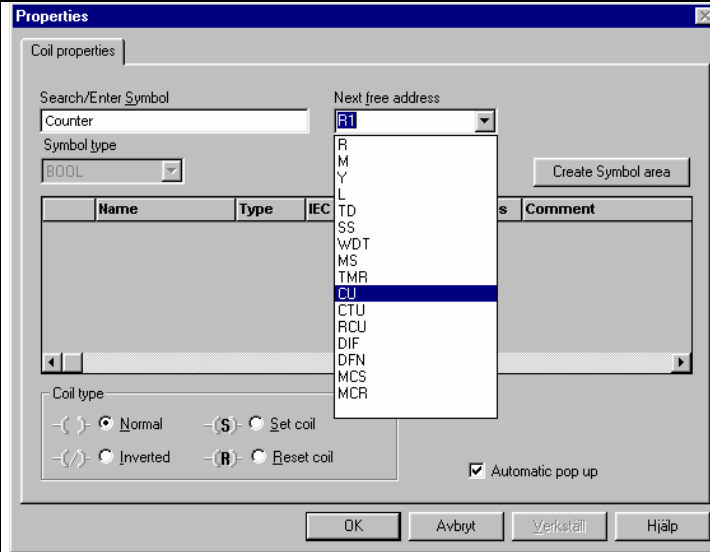 Properties
Coil properties
Search/Enter Symbol
Next free address
Counter
R1
Symbol type
BOOL
Create Symbol area
R
M
Y
L
TD
SS
WDT
MS
TMR
CU
CTU
RCU
DIF
DFN
MCS
MCR
Name Type IEC s Comment
Coil type
-( )- Normal -(S)- Set coil
-(/)- Inverted -(R)- Reset coil
Automatic pop up
OK Avbryt Verkställ Hjälp